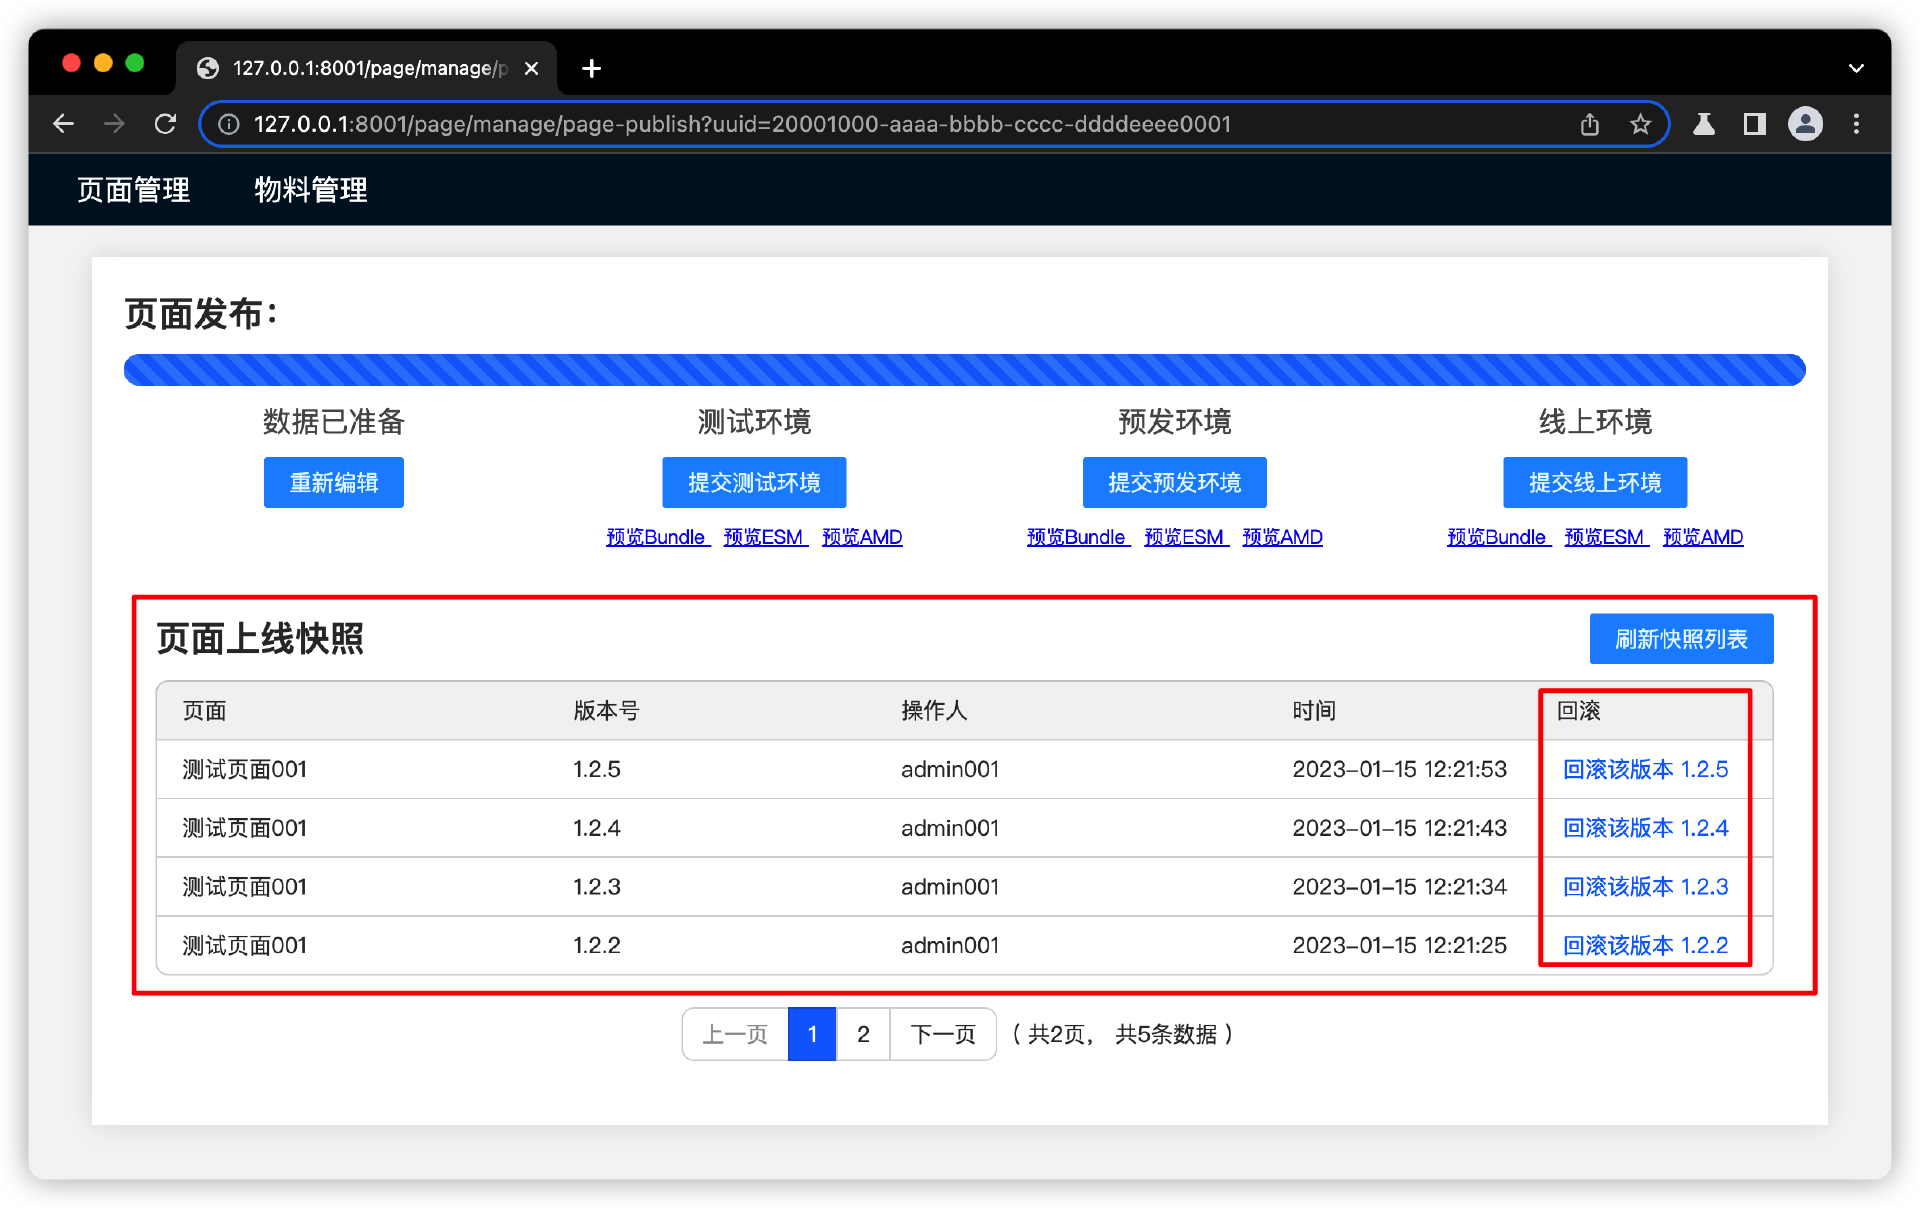 127.0.0.1:8001/page/manage/p
127.0.0.1:8001/page/manage/page-publish?uuid=20001000-aaaa-bbbb-cccc-ddddeeee0001
页面管理 物料管理
页面发布：
数据已准备 测试环境 预发环境 线上环境
重新编辑 提交测试环境 提交预发环境 提交线上环境
预览Bundle 预览ESM 预览AMD 预览Bundle 预览ESM 预览AMD 预览Bundle 预览ESM 预览AMD
页面上线快照 刷新快照列表
页面 版本号 操作人 时间 回滚
测试页面001 1.2.5 admin001 2023-01-15 12:21:53 回滚该版本 1.2.5
测试页面001 1.2.4 admin001 2023-01-15 12:21:43 回滚该版本 1.2.4
测试页面001 1.2.3 admin001 2023-01-15 12:21:34 回滚该版本 1.2.3
测试页面001 1.2.2 admin001 2023-01-15 12:21:25 回滚该版本 1.2.2
上一页 1 2 下一页 （ 共2页， 共5条数据 ）